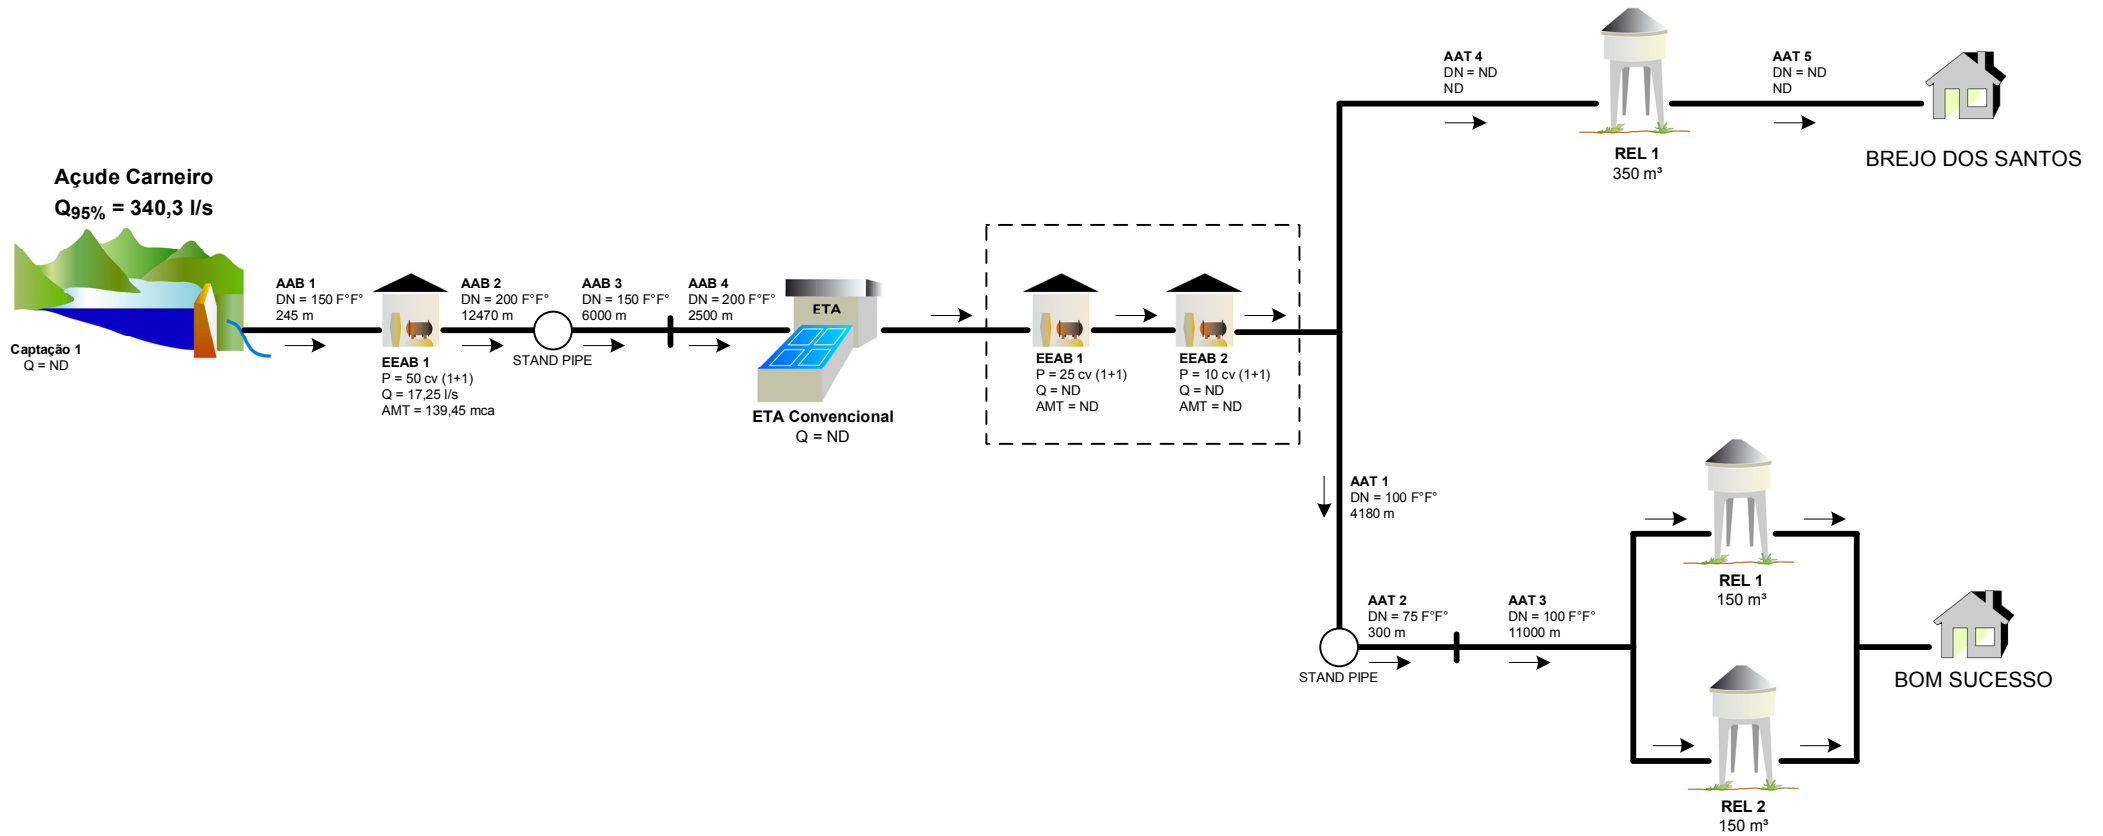 Açude Carneiro
Q95% = 340,3 l/s
Captação 1
Q = ND
AAB 1
DN = 150 F°F°
245 m
EEAB 1
P = 50 cv (1+1)
Q = 17,25 l/s
AMT = 139,45 mca
AAB 2
DN = 200 F°F°
12470 m
STAND PIPE
AAB 3
DN = 150 F°F°
6000 m
AAB 4
DN = 200 F°F°
2500 m
ETA
ETA Convencional
Q = ND
EEAB 1
P = 25 cv (1+1)
Q = ND
AMT = ND
EEAB 2
P = 10 cv (1+1)
Q = ND
AMT = ND
AAT 4
DN = ND
ND
REL 1
350 m³
AAT 5
DN = ND
ND
BREJO DOS SANTOS
AAT 1
DN = 100 F°F°
4180 m
STAND PIPE
AAT 2
DN = 75 F°F°
300 m
AAT 3
DN = 100 F°F°
11000 m
REL 1
150 m³
REL 2
150 m³
BOM SUCESSO